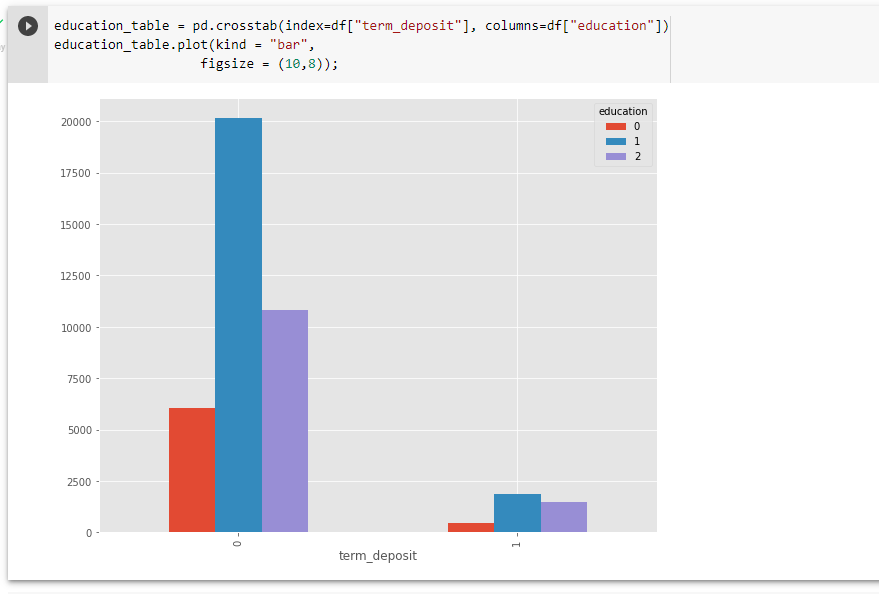 education_table = pd.crosstab(index=df["term_deposit"], columns=df["education"])
education_table.plot(kind = "bar",
figsize = (10,8));
education
0
1
2
20000
17500
15000
12500
10000
7500
5000
2500
0
0
1
term_deposit